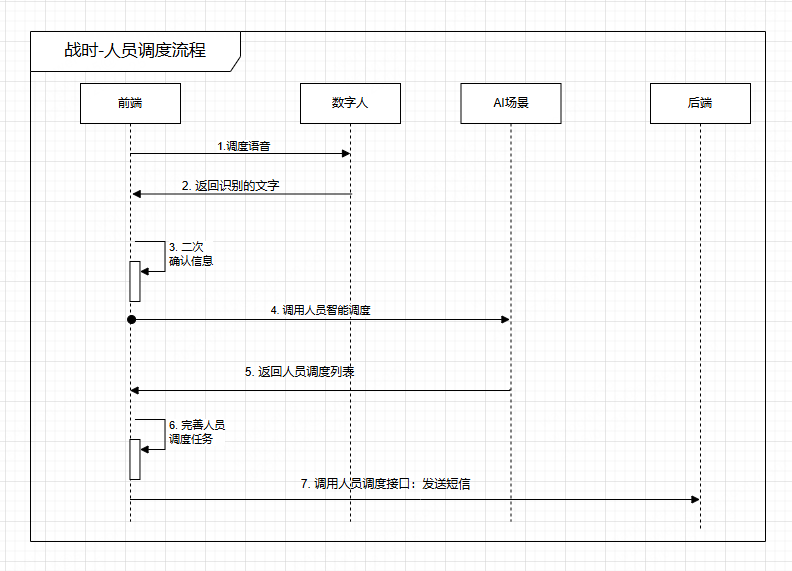 战时-人员调度流程
前端
数字人
AI场景
后端
1.调度语音
2. 返回识别的文字
3. 二次
确认信息
4. 调用人员智能调度
5. 返回人员调度列表
6. 完善人员
调度任务
7. 调用人员调度接口：发送短信